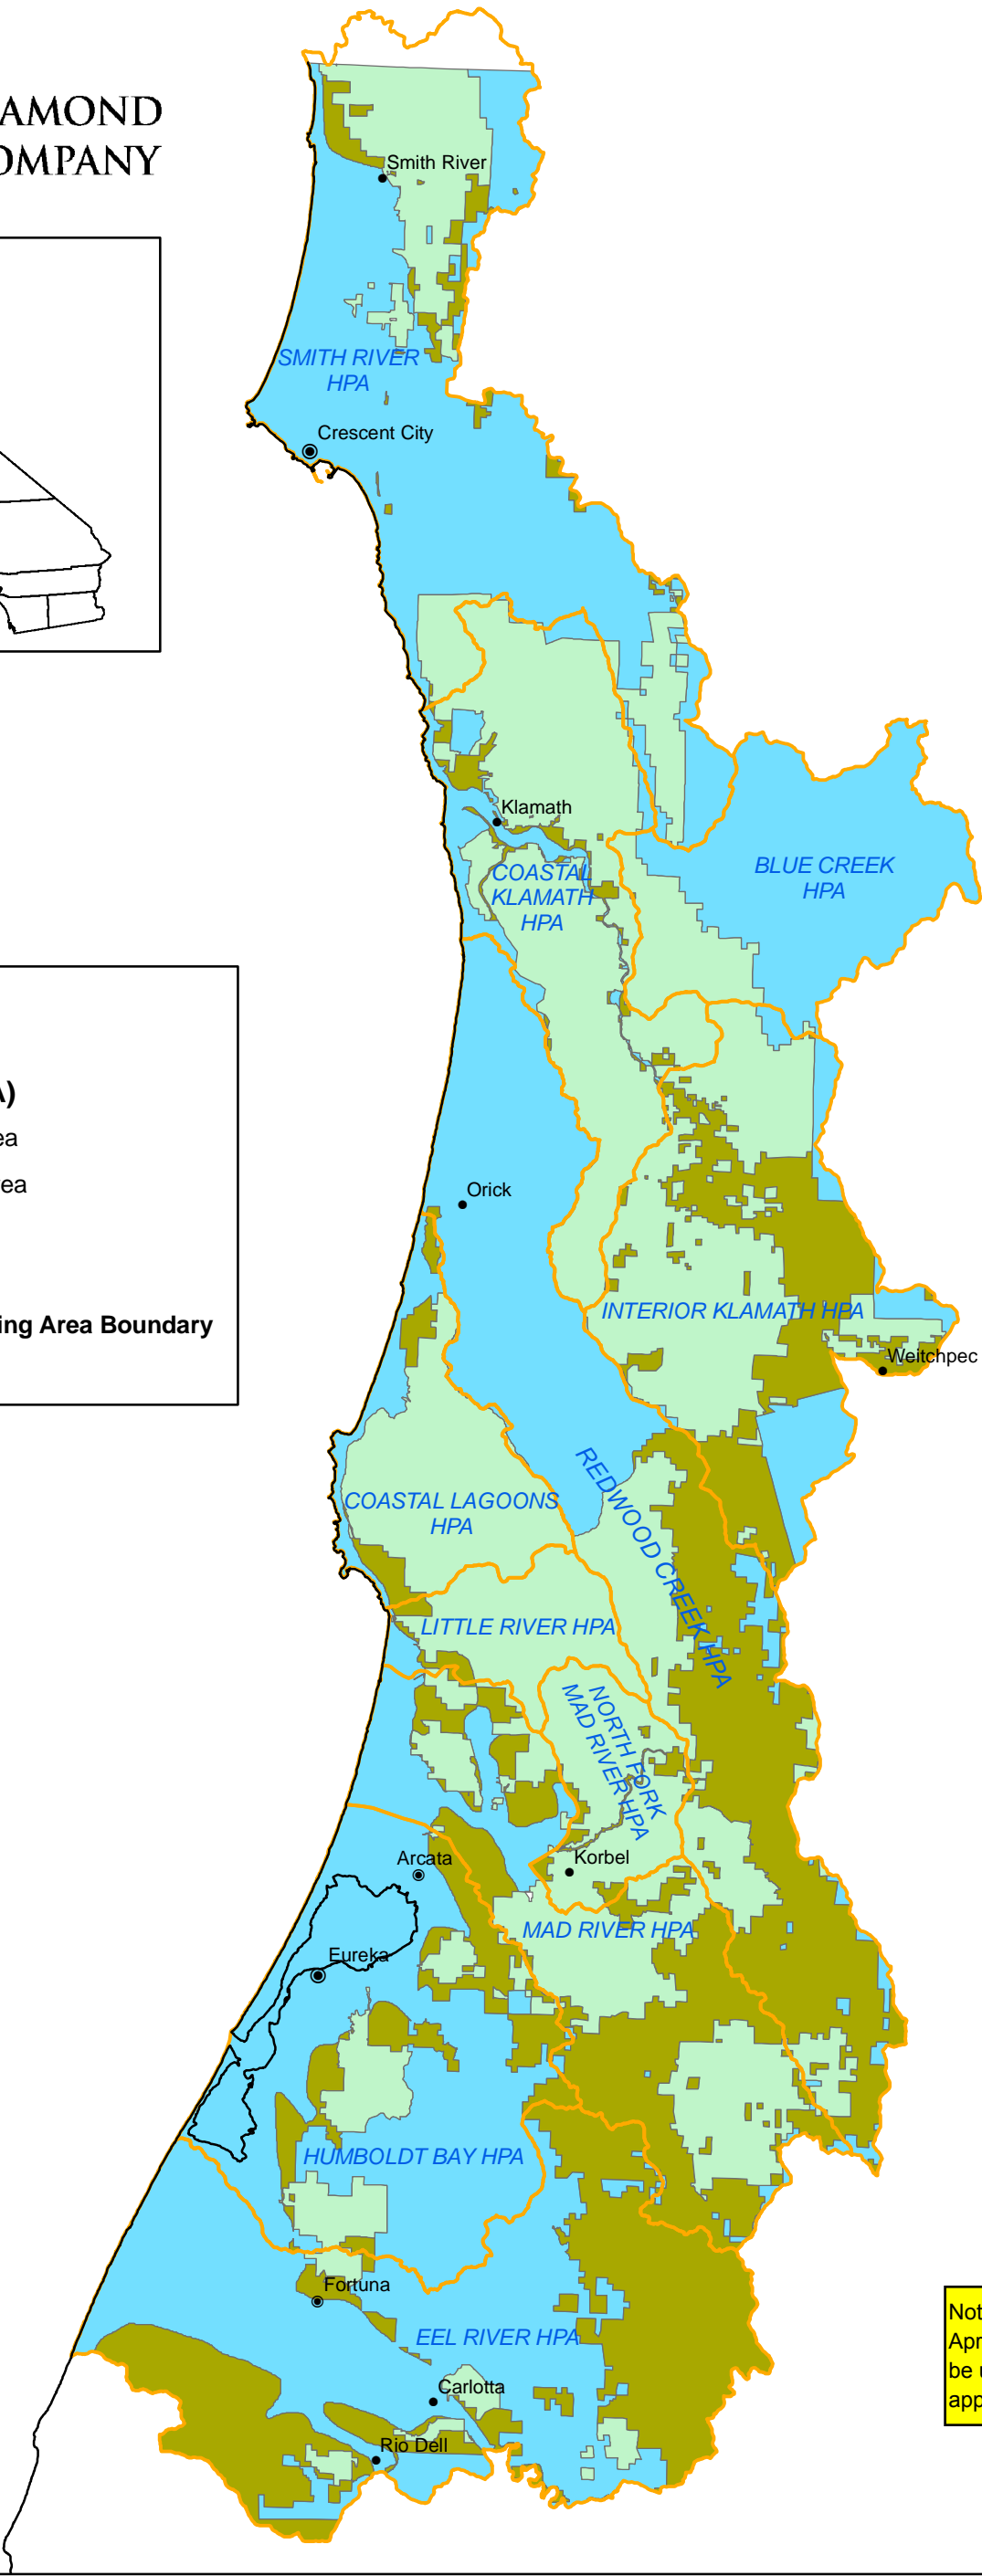 AMOND
OMPANY
Smith River
SMITH RIVER
HPA
Crescent City
Klamath
COASTAL
KLAMATH
HPA
BLUE CREEK
HPA
A)
ea
ea
ing Area Boundary
Orick
INTERIOR KLAMATH HPA
Weitchpec
REDWOOD CREEK HPA
COASTAL LAGOONS
HPA
LITTLE RIVER HPA
NORTH FORK
MAD RIVER HPA
Arcata
Korbel
MAD RIVER HPA
Eureka
HUMBOLDT BAY HPA
Fortuna
EEL RIVER HPA
Carlotta
Rio Dell
Not
Apr
be u
app